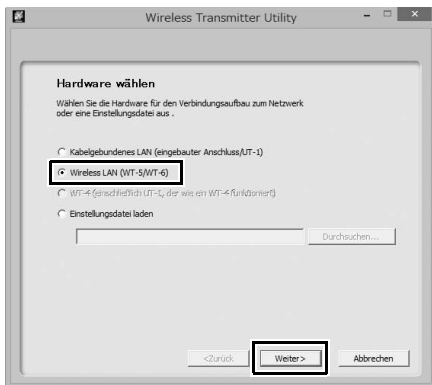 Wireless Transmitter Utility
Hardware wählen
Wählen Sie die Hardware für den Verbindungsaufbau zum Netzwerk
oder eine Einstellungsdatei aus .
Kabelgebundenes LAN (eingebauter Anschluss/UT-1)
Wireless LAN (WT-5/WT-6)
WT-4 (einschließlich UT-1, der wie ein WT-4 funktioniert)
Einstellungsdatei laden
Durchsuchen...
<Zurück
Weiter>
Abbrechen